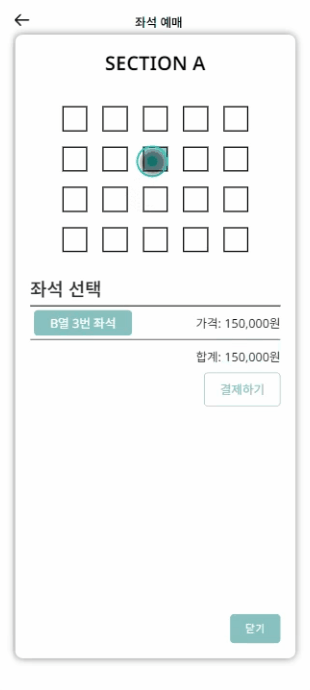 좌석 예매
SECTION A
좌석 선택
B열 3번 좌석 가격: 150,000원
합계: 150,000원
결제하기
닫기